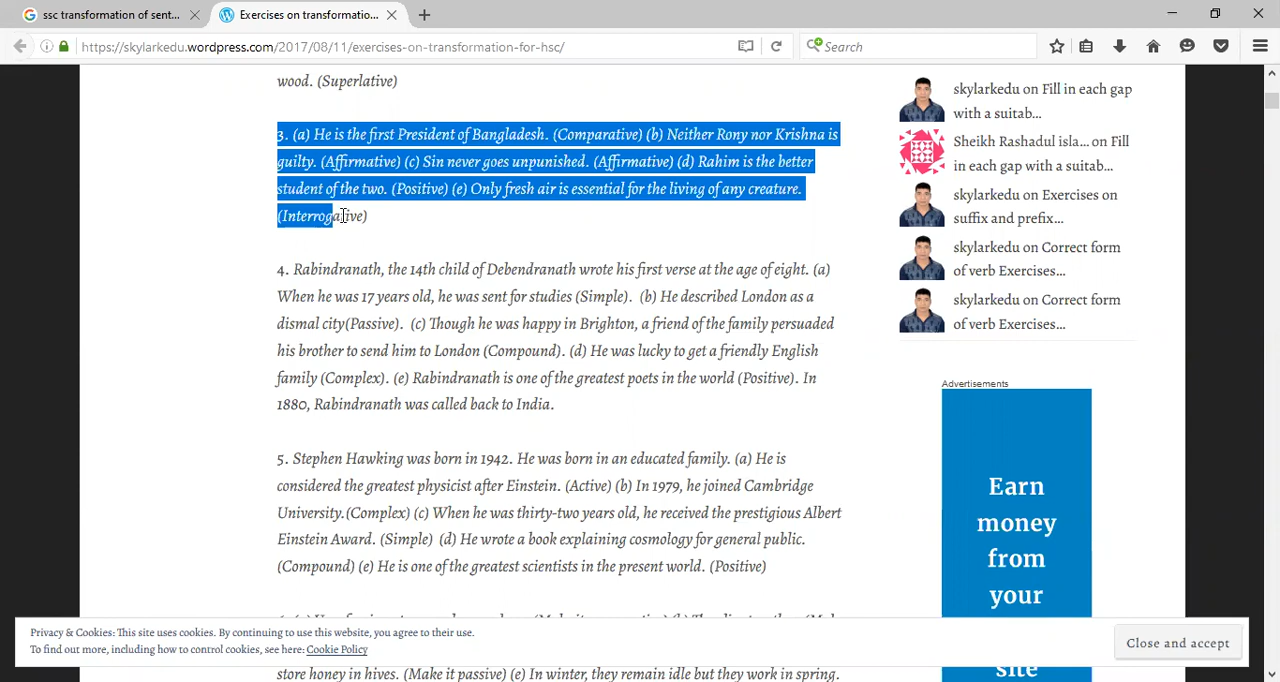 ssc transformation of sent...
Exercises on transformatio...
https://skylarkedu.wordpress.com/2017/08/11/exercises-on-transformation-for-hsc/
Search
wood. (Superlative)
3. (a) He is the first President of Bangladesh. (Comparative) (b) Neither Rony nor Krishna is
guilty. (Affirmative) (c) Sin never goes unpunished. (Affirmative) (d) Rahim is the better
student of the two. (Positive) (e) Only fresh air is essential for the living of any creature.
(Interrogative)
4. Rabindranath, the 14th child of Debendranath wrote his first verse at the age of eight. (a)
When he was 17 years old, he was sent for studies (Simple). (b) He described London as a
dismal city(Passive). (c) Though he was happy in Brighton, a friend of the family persuaded
his brother to send him to London (Compound). (d) He was lucky to get a friendly English
family (Complex). (e) Rabindranath is one of the greatest poets in the world (Positive). In
1880, Rabindranath was called back to India.
5. Stephen Hawking was born in 1942. He was born in an educated family. (a) He is
considered the greatest physicist after Einstein. (Active) (b) In 1979, he joined Cambridge
University.(Complex) (c) When he was thirty-two years old, he received the prestigious Albert
Einstein Award. (Simple) (d) He wrote a book explaining cosmology for general public.
(Compound) (e) He is one of the greatest scientists in the present world. (Positive)
store honey in hives. (Make it passive) (e) In winter, they remain idle but they work in spring.
skylarkedu on Fill in each gap
with a suitab...
Sheikh Rashadul isla... on Fill
in each gap with a suitab...
skylarkedu on Exercises on
suffix and prefix...
skylarkedu on Correct form
of verb Exercises...
skylarkedu on Correct form
of verb Exercises...
Advertisements
Earn
money
from
your
site
Privacy & Cookies: This site uses cookies. By continuing to use this website, you agree to their use.
To find out more, including how to control cookies, see here: Cookie Policy
Close and accept